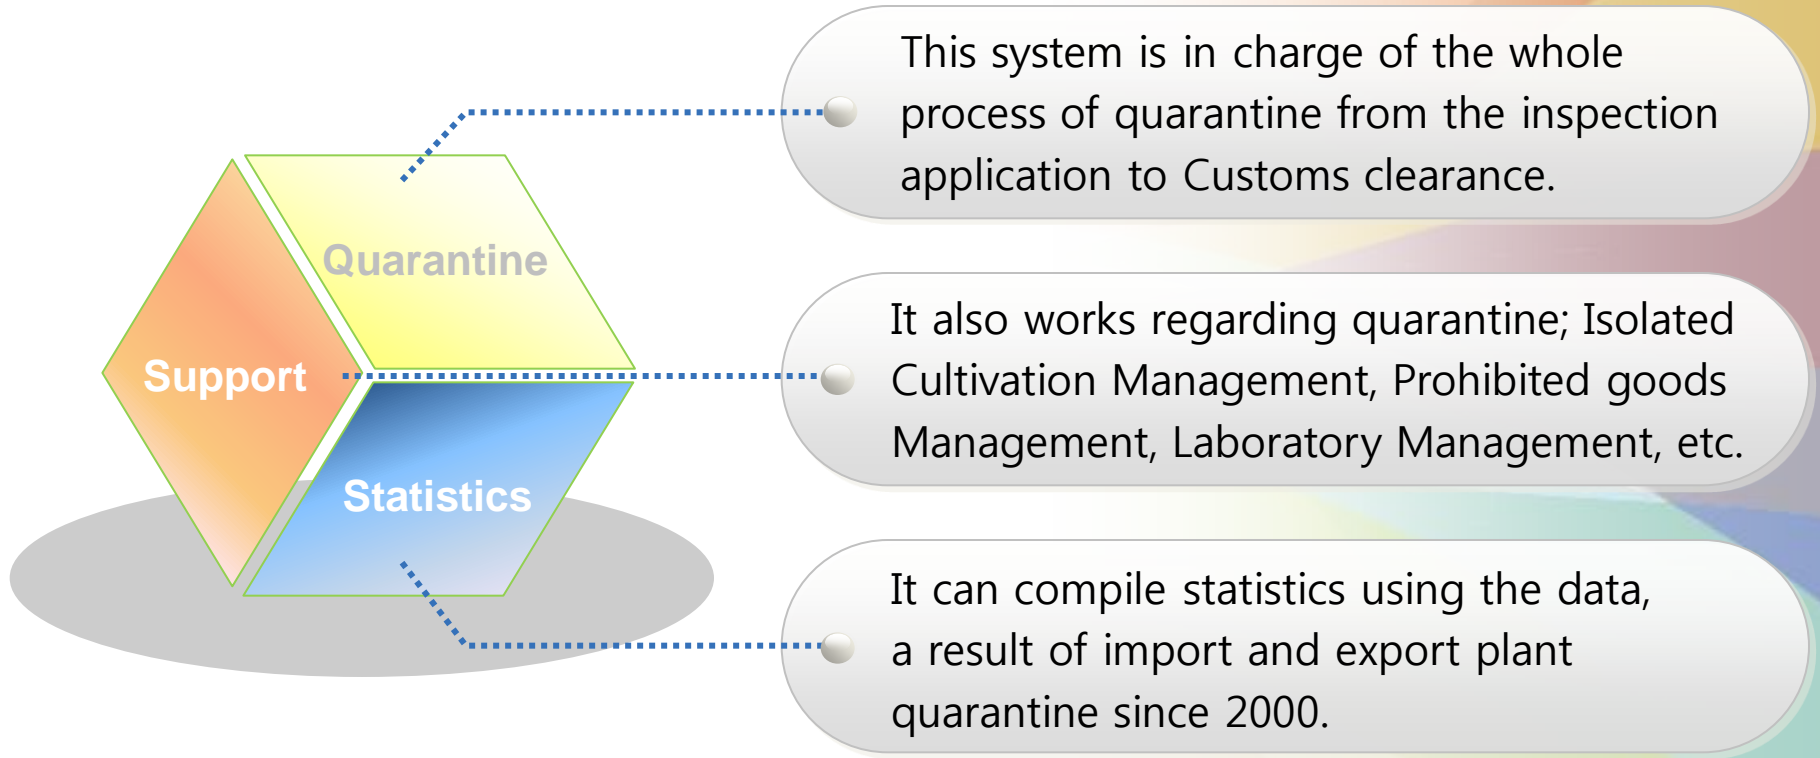 This system is in charge of the whole
process of quarantine from the inspection
application to Customs clearance.
Quarantine
Support
It also works regarding quarantine; Isolated
Cultivation Management, Prohibited goods
Management, Laboratory Management, etc.
Statistics
It can compile statistics using the data,
a result of import and export plant
quarantine since 2000.